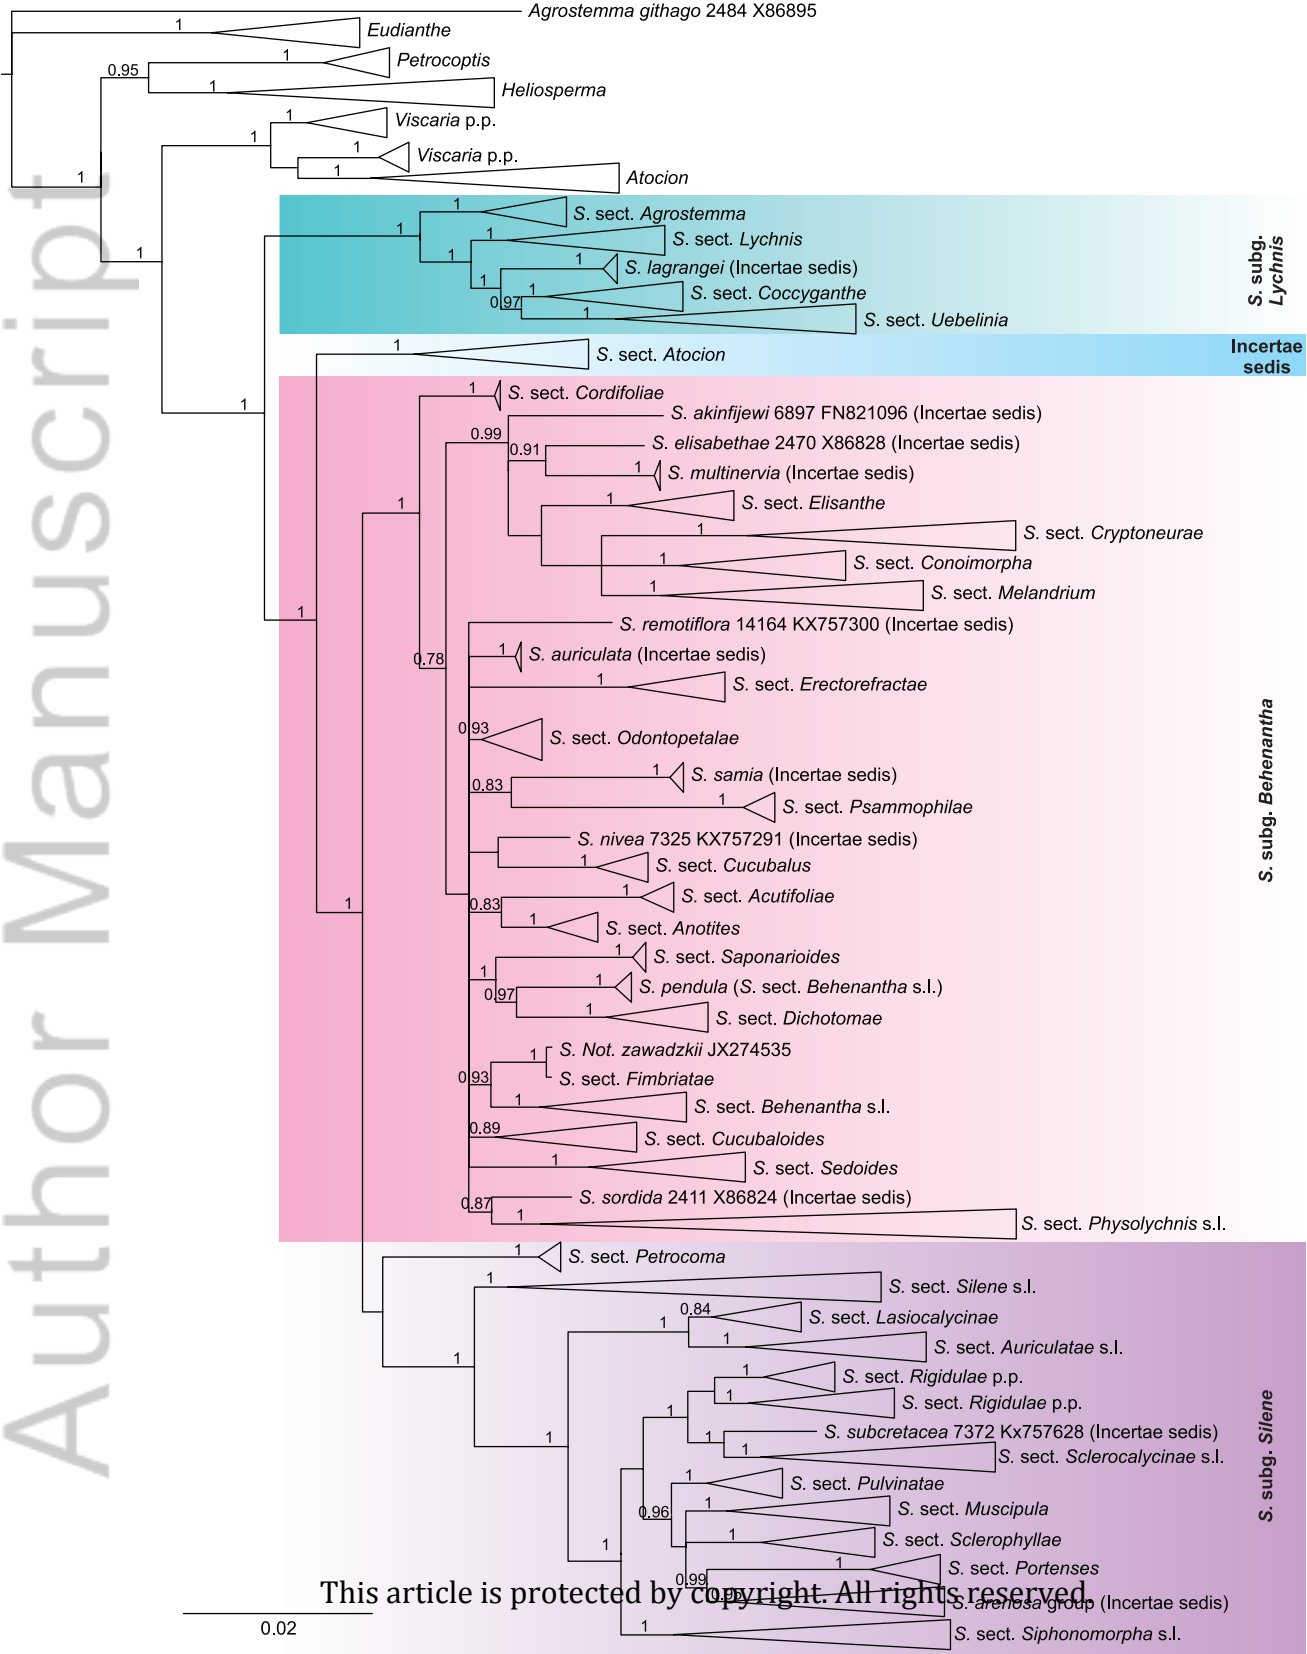 Agrostemma githago 2484 X86895
1
Eudianthe
1
Petrocoptis
0.95
1
Heliosperma
1
Viscaria p.p.
1
1
Viscaria p.p.
1
Atocion
1
1
S. sect. Agrostemma
1
S. sect. Lychnis
1
1
1
S. lagrangei (Incertae sedis)
1
S. sect. Coccyganthe
0.97
1
S. sect. Uebelinia
S. subg.
Lychnis
1
S. sect. Atocion
Incertae
sedis
1
1
S. sect. Cordifoliae
S. akinfijewi 6897 FN821096 (Incertae sedis)
0.99
S. elisabethae 2470 X86828 (Incertae sedis)
0.91
1
S. multinervia (Incertae sedis)
1
1
S. sect. Elisanthe
1
S. sect. Cryptoneurae
1
S. sect. Conoimorpha
1
S. sect. Melandrium
1
S. remotiflora 14164 KX757300 (Incertae sedis)
0.78
1
S. auriculata (Incertae sedis)
1
S. sect. Erectorefractae
0.93
S. sect. Odontopetalae
0.83
1
S. samia (Incertae sedis)
1
S. sect. Psammophilae
S. subg. Behenantha
S. nivea 7325 KX757291 (Incertae sedis)
1
S. sect. Cucubalus
1
S. sect. Acutifoliae
1
0.83
1
S. sect. Anotites
1
S. sect. Saponarioides
1
1
S. pendula (S. sect. Behenantha s.l.)
0.97
1
S. sect. Dichotomae
1
S. Not. zawadzkii JX274535
S. sect. Fimbriatae
0.93
1
S. sect. Behenantha s.l.
0.89
S. sect. Cucubaloides
1
S. sect. Sedoides
S. sordida 2411 X86824 (Incertae sedis)
0.87
1
S. sect. Physolychnis s.l.
1
S. sect. Petrocoma
1
S. sect. Silene s.l.
0.84
S. sect. Lasiocalycinae
1
1
S. sect. Auriculatae s.l.
1
1
S. sect. Rigidulae p.p.
1
S. sect. Rigidulae p.p.
1
S. subcretacea 7372 Kx757628 (Incertae sedis)
1
1
1
S. sect. Sclerocalycinae s.l.
1
S. sect. Pulvinatae
1
S. sect. Muscipula
0.96
1
S. sect. Sclerophyllae
1
1
S. sect. Portenses
0.99
0.95
S. arenosa group (Incertae sedis)
1
S. sect. Siphonomorpha s.l.
S. subg. Silene
0.02
This article is protected by copyright. All rights reserved.
Author Manuscript